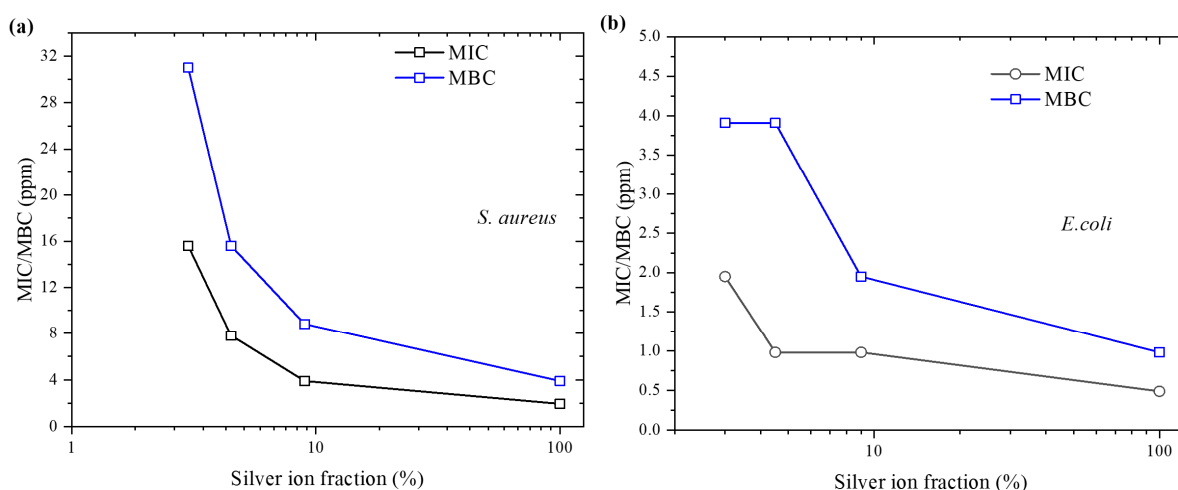 (a)
MIC
MBC
32
28
24
20
16
12
8
4
0
MIC/MBC (ppm)
S. aureus
1
10
100
Silver ion fraction (%)
(b)
MIC
MBC
5.0
4.5
4.0
3.5
3.0
2.5
2.0
1.5
1.0
0.5
0.0
MIC/MBC (ppm)
E.coli
10
100
Silver ion fraction (%)